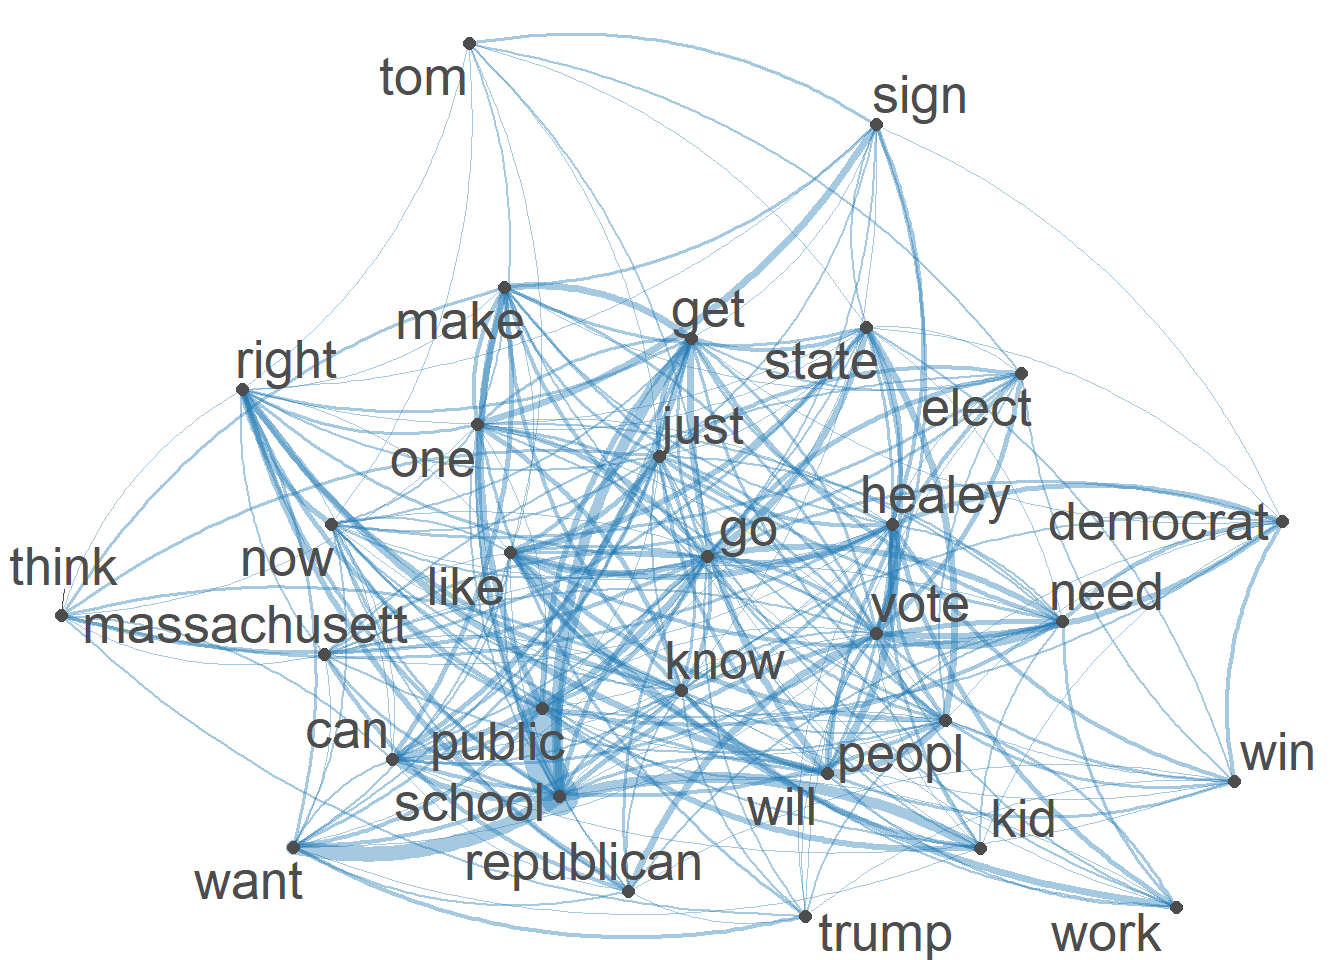 tom
sign
make
get
state
right
elect
just
one
healey
democrat
go
now
think
like
need
vote
massachusett
know
can
public
peopl
win
school
will
kid
republican
want
trump
work